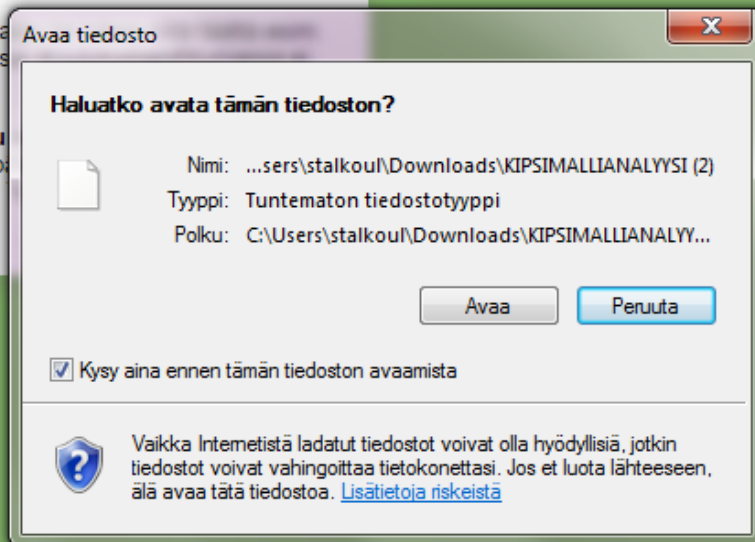 Avaa tiedosto
Haluatko avata tämän tiedoston?
Nimi: ...sers\stalkoul\Downloads\KIPSIMALLIANALYYSI (2)
Tyyppi: Tuntematon tiedostotyyppi
Polku: C:\Users\stalkoul\Downloads\KIPSIMALLIANALYY...
Avaa Peruuta
Kysy aina ennen tämän tiedoston avaamista
Vaikka Internetistä ladatut tiedostot voivat olla hyödyllisiä, jotkin
tiedostot voivat vahingoittaa tietokonettasi. Jos et luota lähteeseen,
älä avaa tätä tiedostoa. Lisätietoja riskeistä